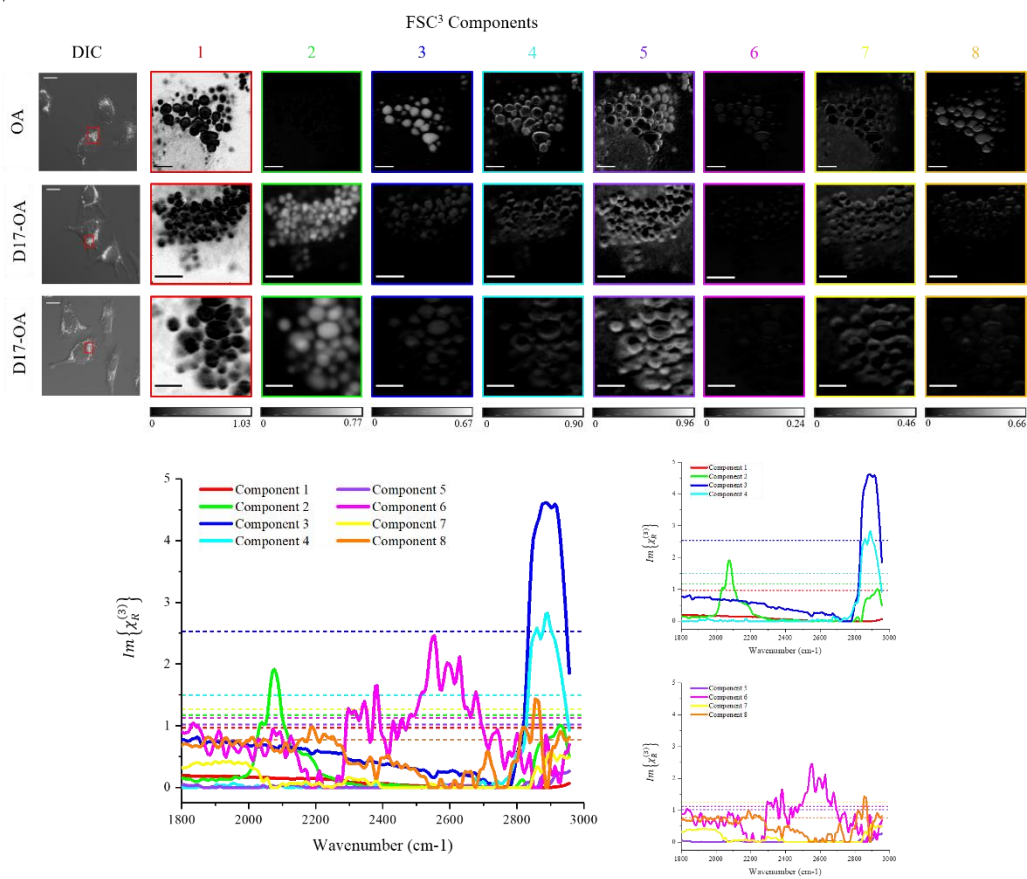 FSC³ Components
DIC 1 2 3 4 5 6 7 8
OA
D17-OA
D17-OA
0 1.03 0 0.77 0 0.67 0 0.90 0 0.96 0 0.24 0 0.46 0 0.66
5
4
3
2
1
0
Im{χ_R^(3)}
Component 1
Component 2
Component 3
Component 4
Component 5
Component 6
Component 7
Component 8
1800 2000 2200 2400 2600 2800 3000
Wavenumber (cm-1)
5
4
3
2
1
0
Im{χ_R^(3)}
Component 1
Component 2
Component 3
Component 4
1800 2000 2200 2400 2600 2800 3000
Wavenumber (cm-1)
5
4
3
2
1
0
Im{χ_R^(3)}
Component 5
Component 6
Component 7
Component 8
1800 2000 2200 2400 2600 2800 3000
Wavenumber (cm-1)